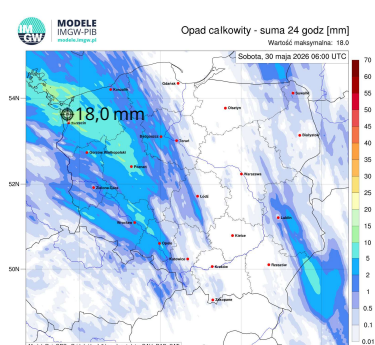 IM
GW
MODELE
IMGW-PIB
modele.imgw.pl
Opad całkowity - suma 24 godz [mm]
Wartość maksymalna: 18.0
Sobota, 30 maja 2026 06:00 UTC
Gdańsk
Koszalin
Suwałki
54N
18,0 mm
Szczecin
Olsztyn
Bydgoszcz
Toruń
Białystok
Gorzów Wielkopolski
Poznań
Warszawa
52N
Zielona Góra
Łódź
Wrocław
Lublin
Opole
Kielce
Katowice
Kraków
Rzeszów
50N
Zakopane
70
60
55
50
45
40
35
30
25
20
15
10
5
2
1
0.5
0.1
0.01